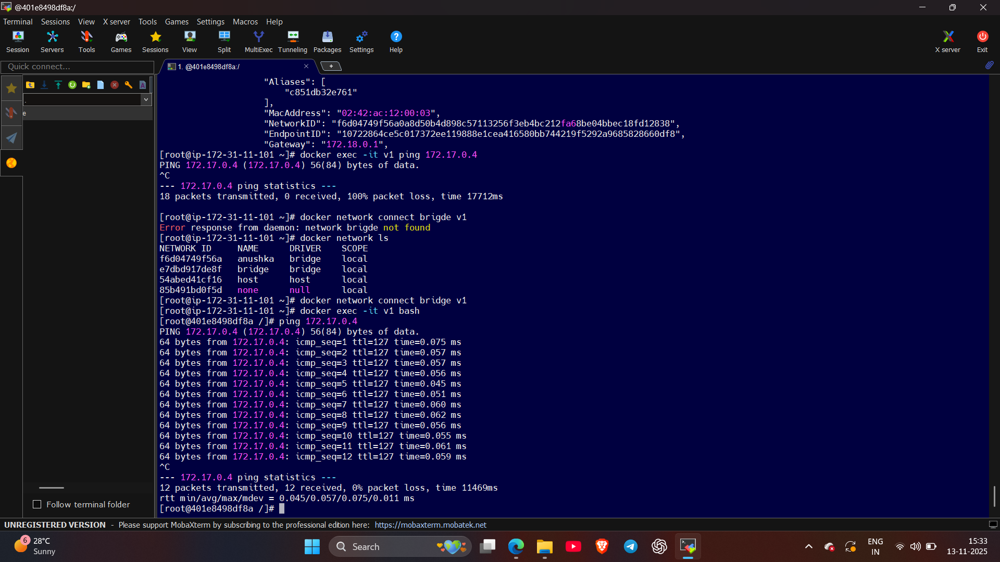 @401e8498df8a:/
Terminal Sessions View X server Tools Games Settings Macros Help
Session Servers Tools Games Sessions View Split MultiExec Tunneling Packages Settings Help X server Exit
Quick connect...
1. @401e8498df8a:/
.
e
"Aliases": [
"c851db32e761"
],
"MacAddress": "02:42:ac:12:00:03",
"NetworkID": "f6d04749f56a0a8d50b4d898c57113256f3eb4bc212fa68be04bbec18fd12838",
"EndpointID": "10722864ce5c017372ee119888e1cea416580bb744219f5292a9685828660df8",
"Gateway": "172.18.0.1",
[root@ip-172-31-11-101 ~]# docker exec -it v1 ping 172.17.0.4
PING 172.17.0.4 (172.17.0.4) 56(84) bytes of data.
^C
--- 172.17.0.4 ping statistics ---
18 packets transmitted, 0 received, 100% packet loss, time 17712ms
[root@ip-172-31-11-101 ~]# docker network connect brigde v1
Error response from daemon: network brigde not found
[root@ip-172-31-11-101 ~]# docker network ls
NETWORK ID NAME DRIVER SCOPE
f6d04749f56a anushka bridge local
e7dbd917de8f bridge bridge local
54abed41cf16 host host local
85b491bd0f5d none null local
[root@ip-172-31-11-101 ~]# docker network connect bridge v1
[root@ip-172-31-11-101 ~]# docker exec -it v1 bash
[root@401e8498df8a /]# ping 172.17.0.4
PING 172.17.0.4 (172.17.0.4) 56(84) bytes of data.
64 bytes from 172.17.0.4: icmp_seq=1 ttl=127 time=0.075 ms
64 bytes from 172.17.0.4: icmp_seq=2 ttl=127 time=0.057 ms
64 bytes from 172.17.0.4: icmp_seq=3 ttl=127 time=0.057 ms
64 bytes from 172.17.0.4: icmp_seq=4 ttl=127 time=0.056 ms
64 bytes from 172.17.0.4: icmp_seq=5 ttl=127 time=0.045 ms
64 bytes from 172.17.0.4: icmp_seq=6 ttl=127 time=0.051 ms
64 bytes from 172.17.0.4: icmp_seq=7 ttl=127 time=0.060 ms
64 bytes from 172.17.0.4: icmp_seq=8 ttl=127 time=0.062 ms
64 bytes from 172.17.0.4: icmp_seq=9 ttl=127 time=0.056 ms
64 bytes from 172.17.0.4: icmp_seq=10 ttl=127 time=0.055 ms
64 bytes from 172.17.0.4: icmp_seq=11 ttl=127 time=0.061 ms
64 bytes from 172.17.0.4: icmp_seq=12 ttl=127 time=0.059 ms
^C
--- 172.17.0.4 ping statistics ---
12 packets transmitted, 12 received, 0% packet loss, time 11469ms
rtt min/avg/max/mdev = 0.045/0.057/0.075/0.011 ms
[root@401e8498df8a /]#
Follow terminal folder
UNREGISTERED VERSION - Please support MobaXterm by subscribing to the professional edition here: https://mobaxterm.mobatek.net
6 28°C
Sunny
Search
ENG
IN
15:33
13-11-2025